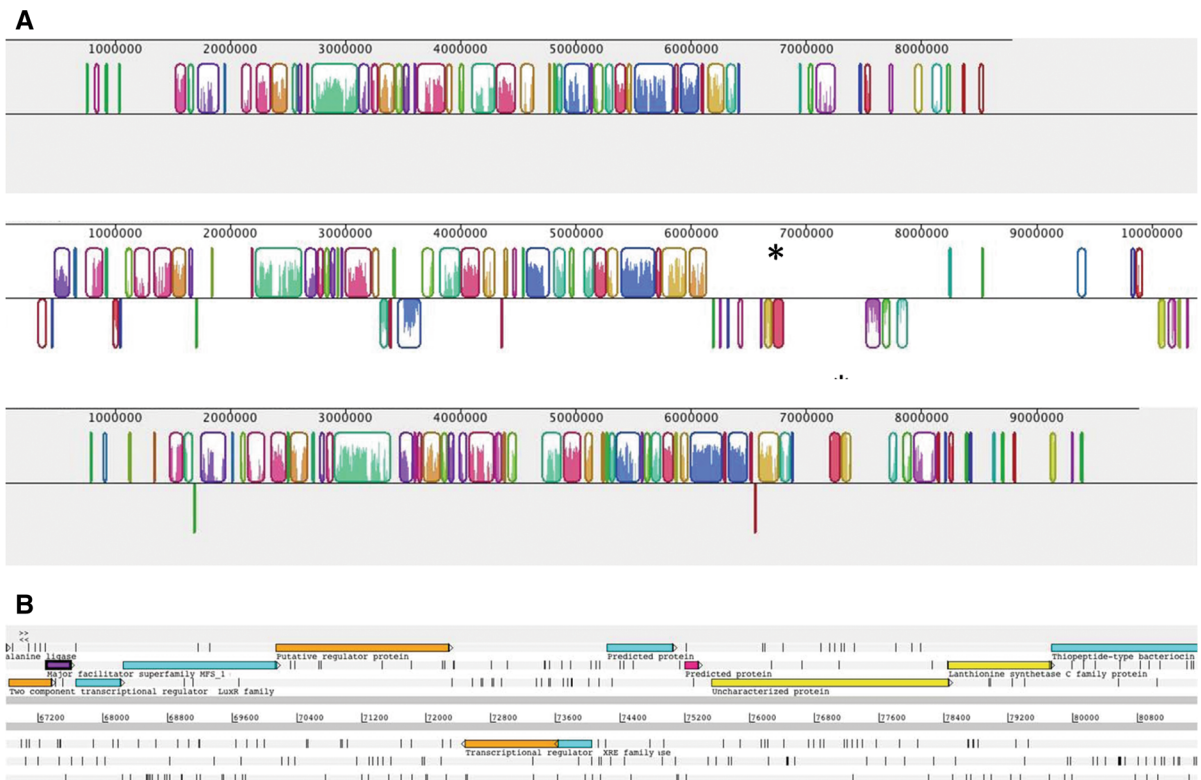 A
1000000 2000000 3000000 4000000 5000000 6000000 7000000 8000000
1000000 2000000 3000000 4000000 5000000 6000000 7000000 8000000 9000000 10000000
*
1000000 2000000 3000000 4000000 5000000 6000000 7000000 8000000 9000000
B
>>
<<
alanine ligase Putative regulator protein Predicted protein Thiopeptide-type bacteriocin
Major facilitator superfamily MFS_1 Predicted protein Lanthionine synthetase C family protein
Two component transcriptional regulator LuxR family Uncharacterized protein
67200 68000 68800 69600 70400 71200 72000 72800 73600 74400 75200 76000 76800 77600 78400 79200 80000 80800
Transcriptional regulator XRE family